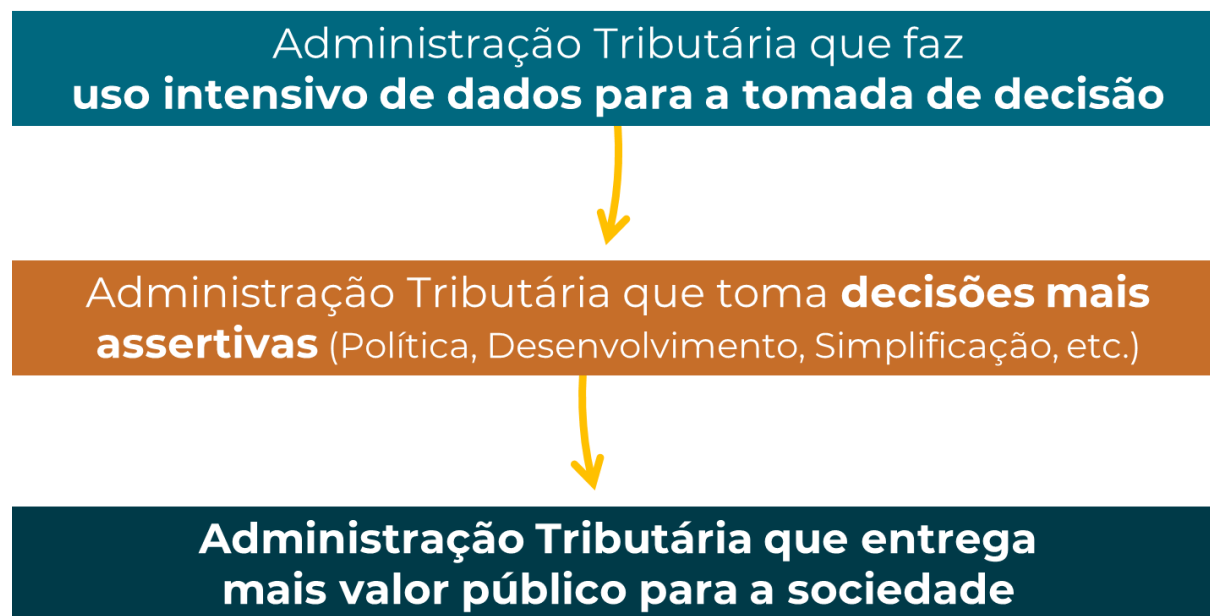 Administração Tributária que faz
uso intensivo de dados para a tomada de decisão
Administração Tributária que toma decisões mais
assertivas (Política, Desenvolvimento, Simplificação, etc.)
Administração Tributária que entrega
mais valor público para a sociedade